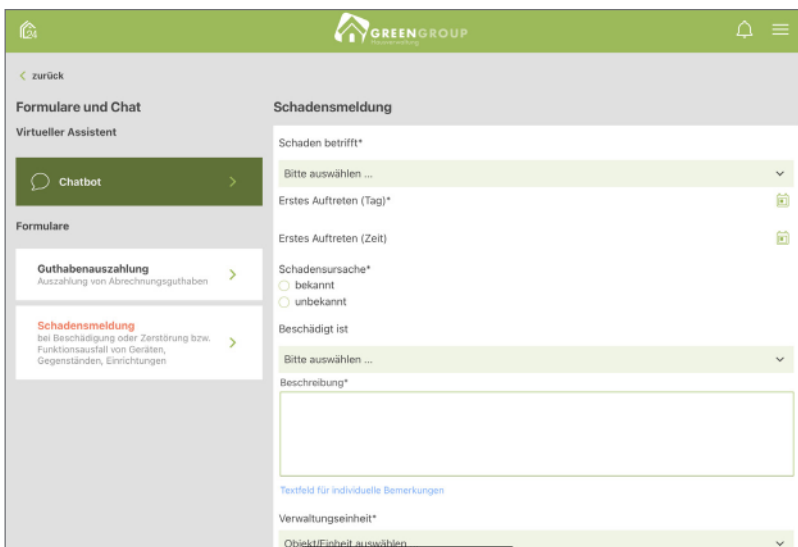 24
GREENGROUP
Hausverwaltung
zurück
Formulare und Chat
Virtueller Assistent
Chatbot
Formulare
Guthabenauszahlung
Auszahlung von Abrechnungsguthaben
Schadensmeldung
bei Beschädigung oder Zerstörung bzw.
Funktionsausfall von Geräten,
Gegenständen, Einrichtungen
Schadensmeldung
Schaden betrifft*
Bitte auswählen ...
Erstes Auftreten (Tag)*
Erstes Auftreten (Zeit)
Schadensursache*
bekannt
unbekannt
Beschädigt ist
Bitte auswählen ...
Beschreibung*
Textfeld für individuelle Bemerkungen
Verwaltungseinheit*
Objekt/Einheit auswählen